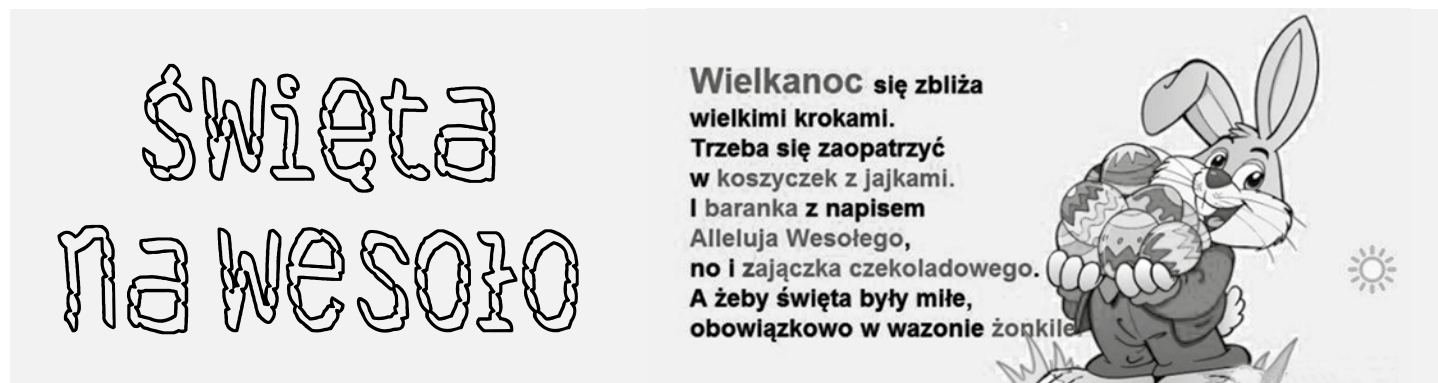 święta
na wesoło
Wielkanoc się zbliża
wielkimi krokami.
Trzeba się zaopatrzyć
w koszyczek z jajkami.
I baranka z napisem
Alleluja Wesołego,
no i zajączka czekoladowego.
A żeby święta były miłe,
obowiązkowo w wazonie żonkile.